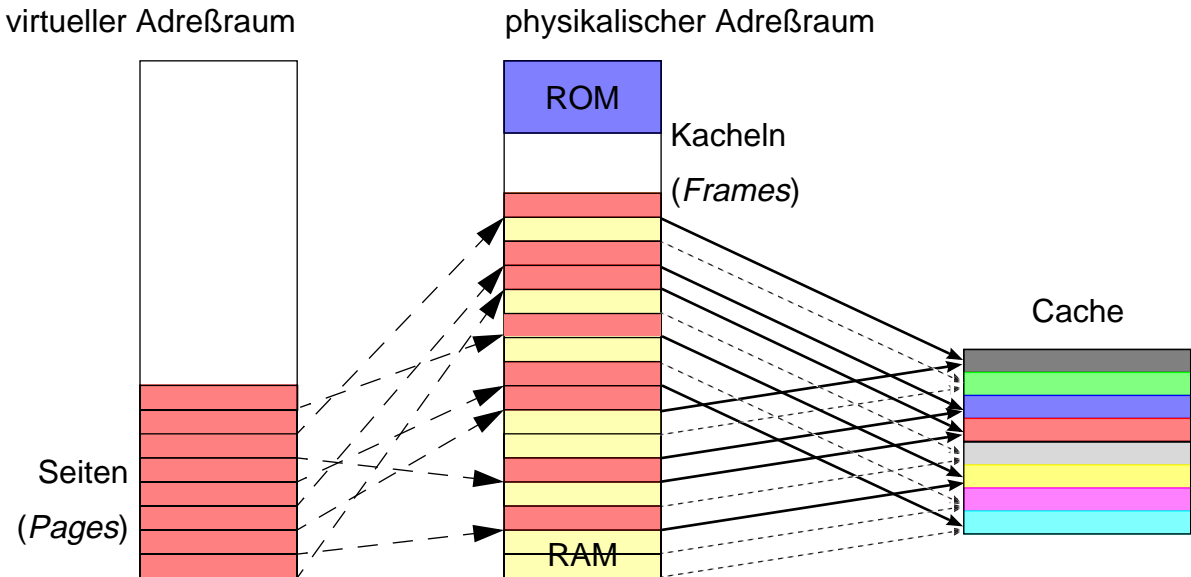 virtueller Adreßraum
physikalischer Adreßraum
ROM
Kacheln
(Frames)
Cache
Seiten
(Pages)
RAM